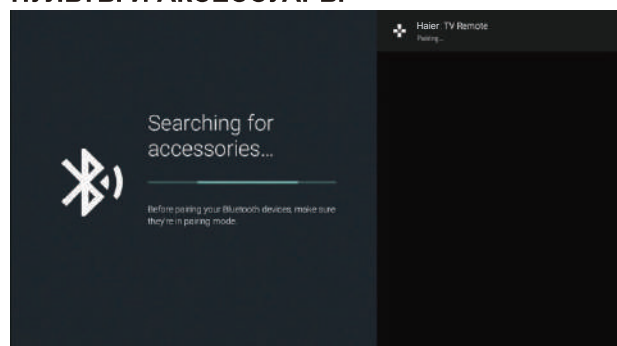 ПУЛЬТЫ И АКСЕССУАРЫ
Haier TV Remote
Pairing...
Searching for
accessories...
Before pairing your Bluetooth devices, make sure
they're in pairing mode.